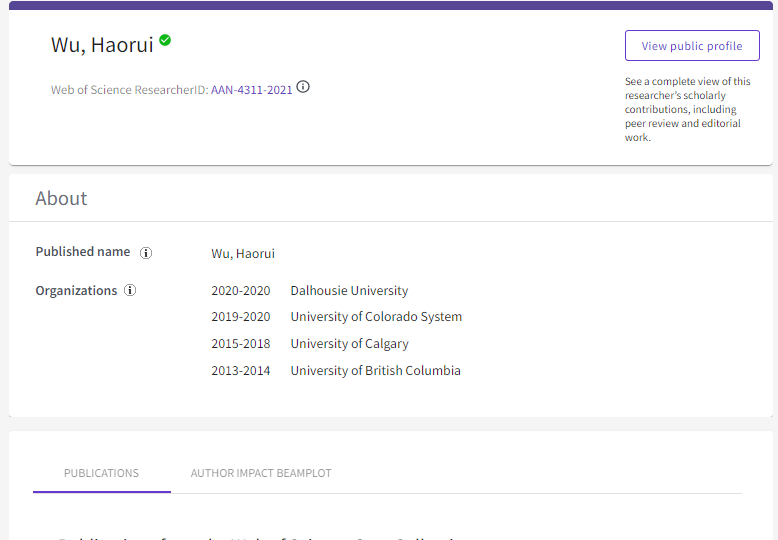 Wu, Haorui
View public profile
Web of Science ResearcherID: AAN-4311-2021
See a complete view of this
researcher's scholarly
contributions, including
peer review and editorial
work.
About
Published name
Wu, Haorui
Organizations
2020-2020 Dalhousie University
2019-2020 University of Colorado System
2015-2018 University of Calgary
2013-2014 University of British Columbia
PUBLICATIONS
AUTHOR IMPACT BEAMPLOT